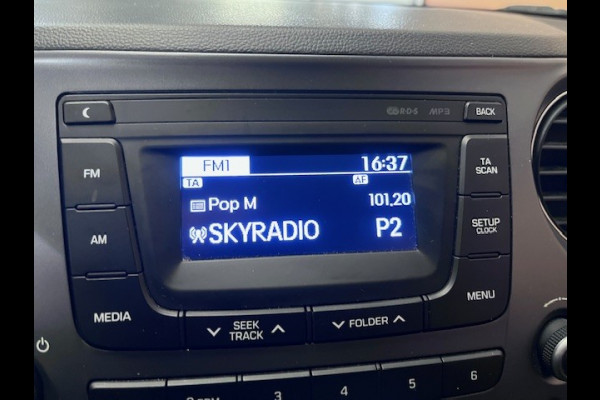 RDS MP3 BACK
FM1 16:37
TA AF
FM
TA
SCAN
Pop M 101.20
SKYRADIO P2
AM
SETUP
CLOCK
MEDIA
MENU
SEEK
TRACK
FOLDER
3 4 5 6